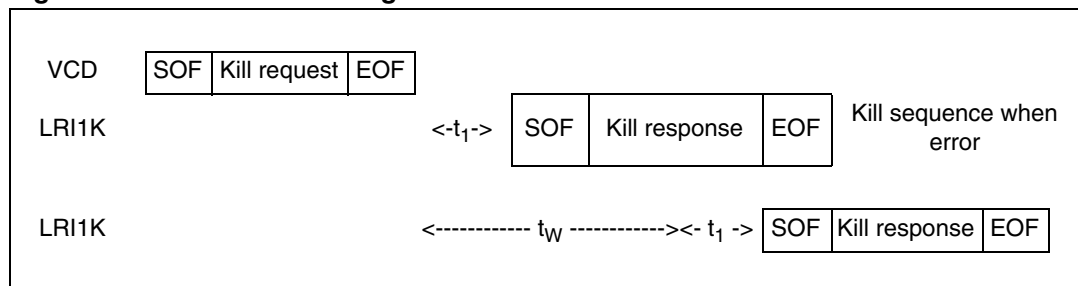 VCD SOF Kill request EOF
LRI1K <-t1-> SOF Kill response EOF Kill sequence when
error
LRI1K <------------ tW ------------><- t1 -> SOF Kill response EOF